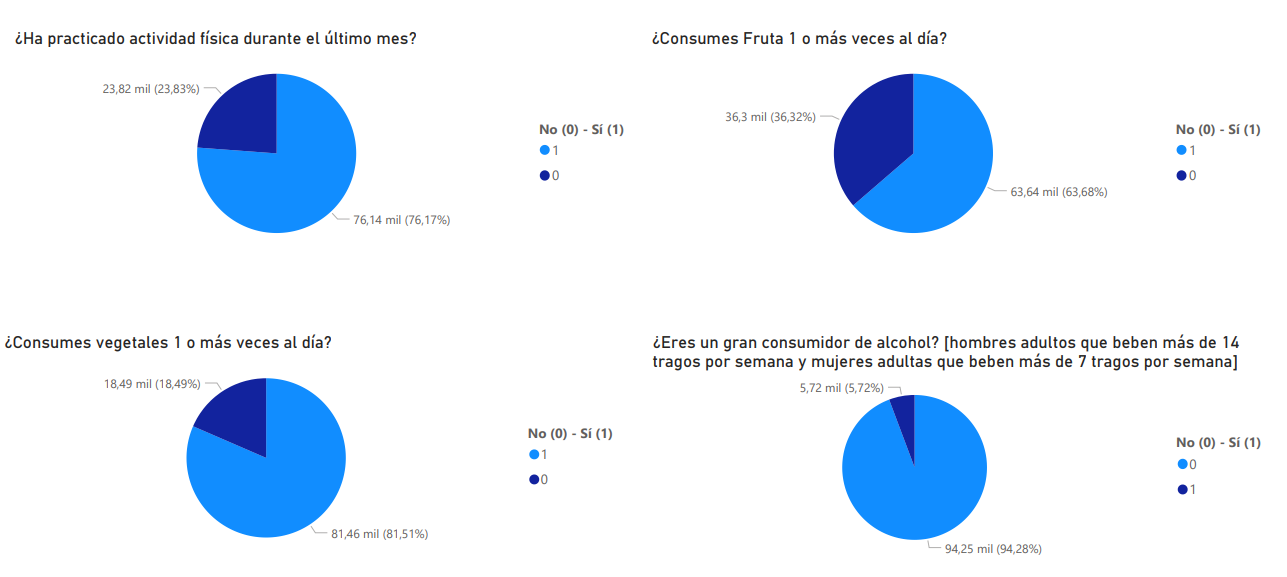 ¿Ha practicado actividad física durante el último mes?
23,82 mil (23,83%)
76,14 mil (76,17%)
No (0) - Sí (1)
1
0
¿Consumes Fruta 1 o más veces al día?
36,3 mil (36,32%)
63,64 mil (63,68%)
No (0) - Sí (1)
1
0
¿Consumes vegetales 1 o más veces al día?
18,49 mil (18,49%)
81,46 mil (81,51%)
No (0) - Sí (1)
1
0
¿Eres un gran consumidor de alcohol? [hombres adultos que beben más de 14
tragos por semana y mujeres adultas que beben más de 7 tragos por semana]
5,72 mil (5,72%)
94,25 mil (94,28%)
No (0) - Sí (1)
0
1